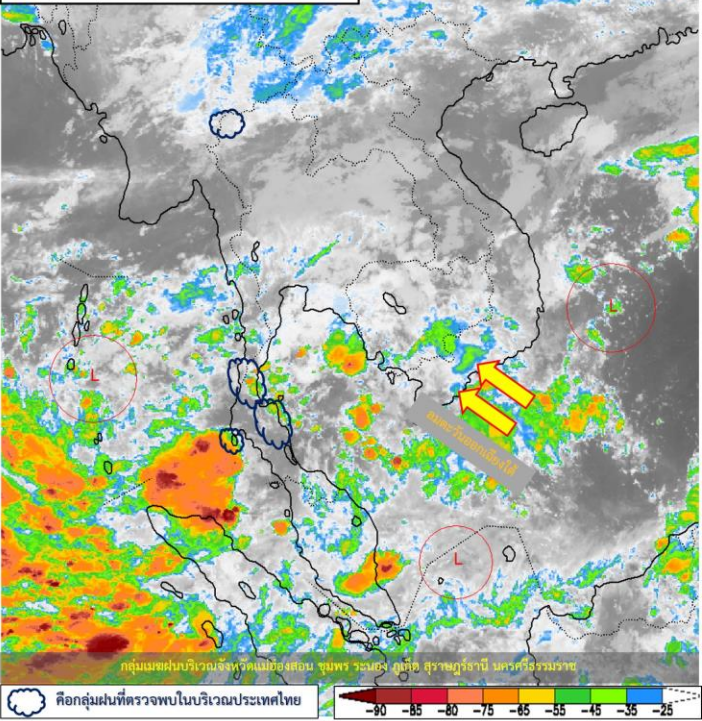 L
L
ลมตะวันออกเฉียงใต้
L
กลุ่มเมฆฝนบริเวณจังหวัดแม่ฮ่องสอน ชุมพร ระนอง ภูเก็ต สุราษฎร์ธานี นครศรีธรรมราช
คือกลุ่มฝนที่ตรวจพบในบริเวณประเทศไทย
-90 -85 -80 -75 -65 -55 -45 -35 -25